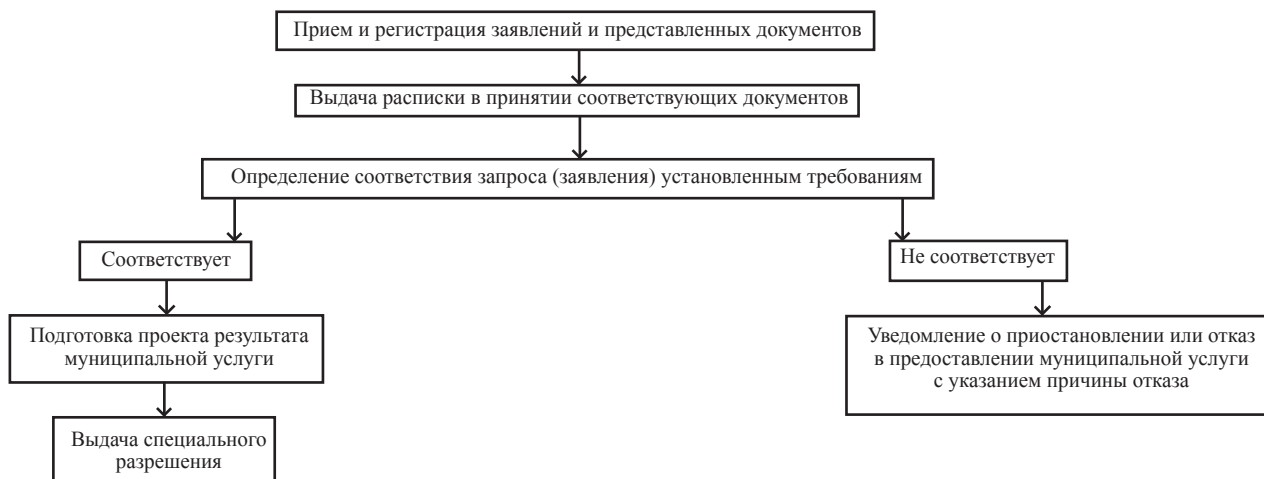 Прием и регистрация заявлений и представленных документов
Выдача расписки в принятии соответствующих документов
Определение соответствия запроса (заявления) установленным требованиям
Соответствует
Не соответствует
Подготовка проекта результата
муниципальной услуги
Уведомление о приостановлении или отказ
в предоставлении муниципальной услуги
с указанием причины отказа
Выдача специального
разрешения